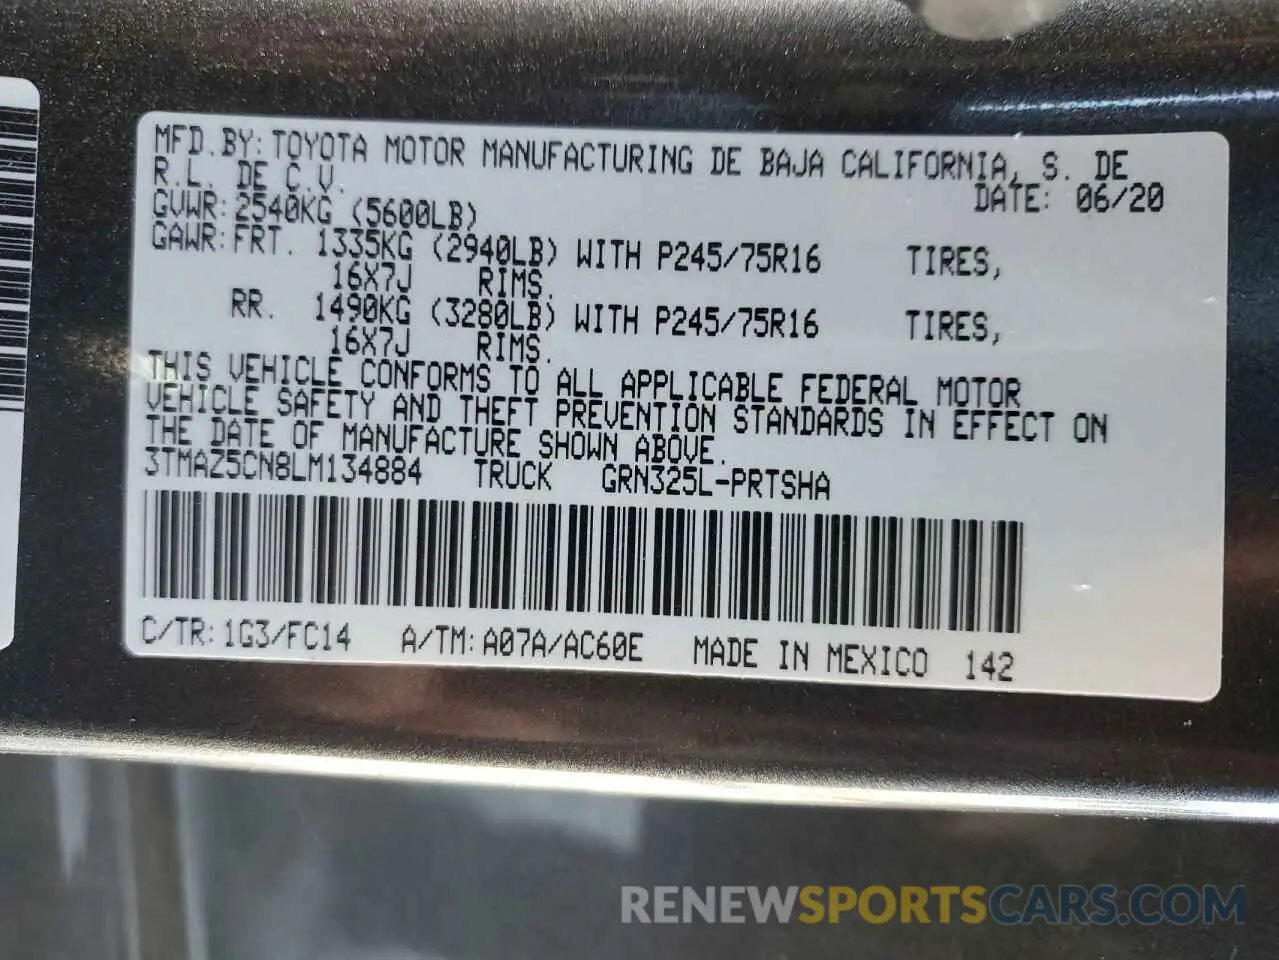 MFD.BY:TOYOTA MOTOR MANUFACTURING DE BAJA CALIFORNIA, S. DE
R.L. DE C.V.
DATE: 06/20
GVWR:2540KG (5600LB)
GAWR:FRT. 1335KG (2940LB) WITH P245/75R16 TIRES,
16X7J RIMS.
RR. 1490KG (3280LB) WITH P245/75R16 TIRES,
16X7J RIMS.
THIS VEHICLE CONFORMS TO ALL APPLICABLE FEDERAL MOTOR
VEHICLE SAFETY AND THEFT PREVENTION STANDARDS IN EFFECT ON
THE DATE OF MANUFACTURE SHOWN ABOVE.
3TMAZ5CN8LM134884 TRUCK GRN325L-PRTSHA
C/TR:1G3/FC14 A/TM:A07A/AC60E MADE IN MEXICO 142
RENEWSPORTSCARS.COM